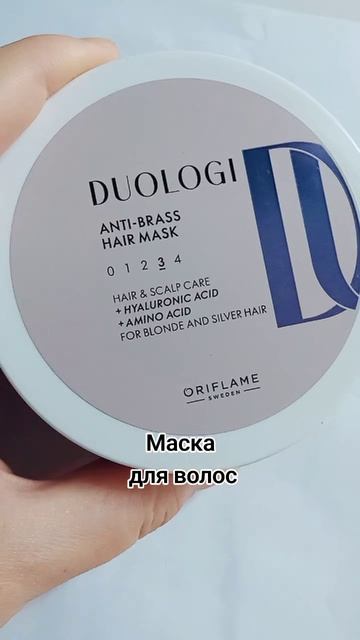 DUOLOGI
ANTI-BRASS
HAIR MASK
0 1 2 3 4
HAIR & SCALP CARE
+ HYALURONIC ACID
+ AMINO ACID
FOR BLONDE AND SILVER HAIR
D
ORIFLAME
SWEDEN
Маска
для волос